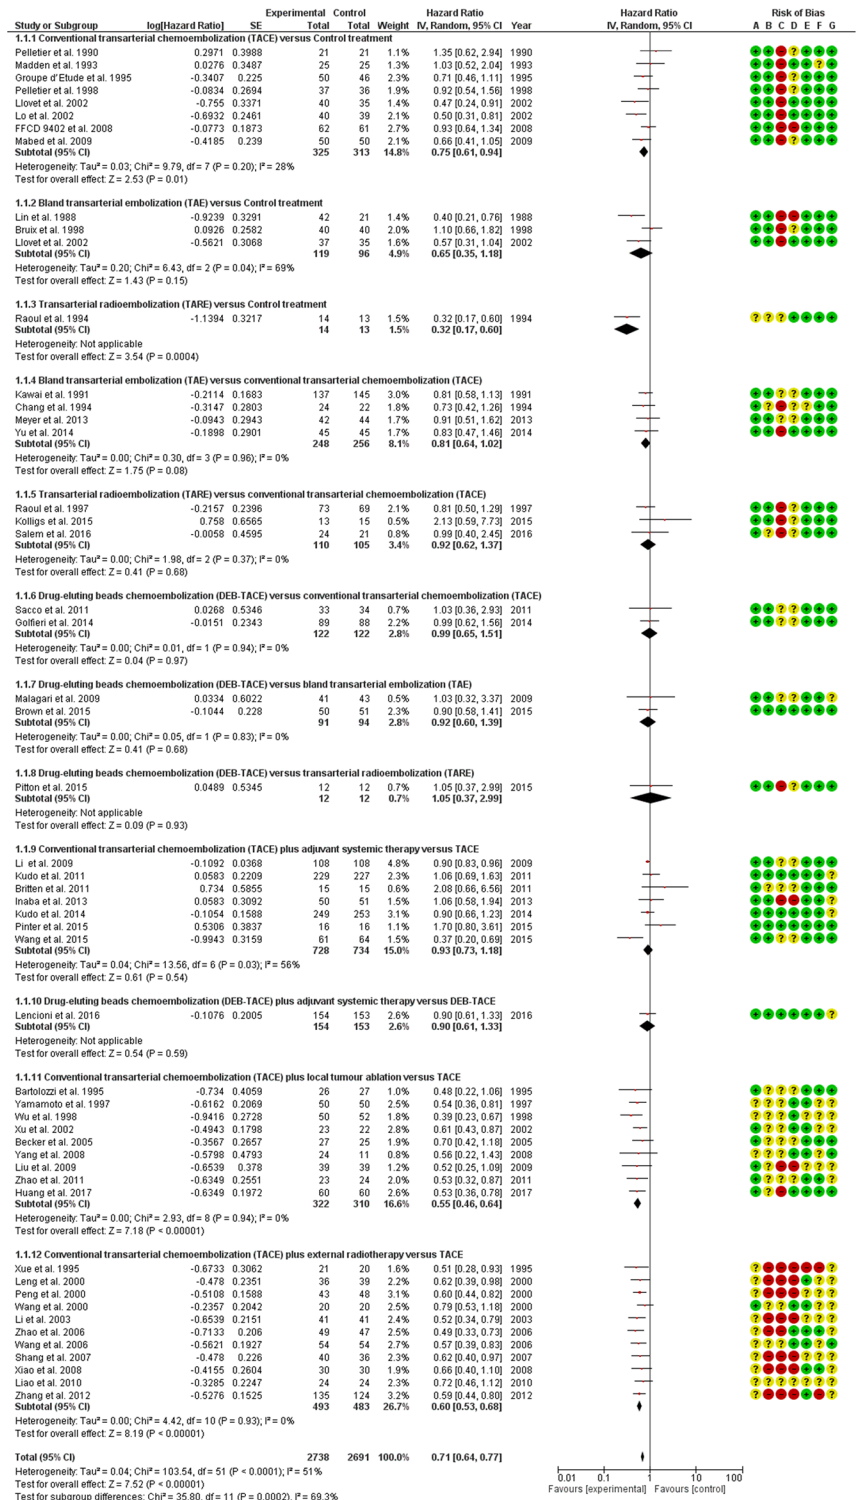 Experimental Control Hazard Ratio Hazard Ratio Risk of Bias
Study or Subgroup log[Hazard Ratio] SE Total Total Weight IV, Random, 95% CI Year IV, Random, 95% CI A B C D E F G
1.1.1 Conventional transarterial chemoembolization (TACE) versus Control treatment
Pelletier et al. 1990 0.2971 0.3988 21 21 1.1% 1.35 [0.62, 2.94] 1990
Madden et al. 1993 0.0276 0.3487 25 25 1.3% 1.03 [0.52, 2.04] 1993
Groupe d'Etude et al. 1995 -0.3407 0.225 50 46 2.3% 0.71 [0.46, 1.11] 1995
Pelletier et al. 1998 -0.0834 0.2694 37 36 1.8% 0.92 [0.54, 1.56] 1998
Llovet et al. 2002 -0.755 0.3371 40 35 1.4% 0.47 [0.24, 0.91] 2002
Lo et al. 2002 -0.6932 0.2461 40 39 2.1% 0.50 [0.31, 0.81] 2002
FFCD 9402 et al. 2008 -0.0773 0.1873 62 61 2.8% 0.93 [0.64, 1.34] 2008
Mabed et al. 2009 -0.4185 0.239 50 50 2.1% 0.66 [0.41, 1.05] 2009
Subtotal (95% CI) 325 313 14.8% 0.75 [0.61, 0.94]
Heterogeneity: Tau² = 0.03; Chi² = 9.79, df = 7 (P = 0.20); I² = 28%
Test for overall effect: Z = 2.53 (P = 0.01)
1.1.2 Bland transarterial embolization (TAE) versus Control treatment
Lin et al. 1988 -0.9239 0.3291 42 21 1.4% 0.40 [0.21, 0.76] 1988
Bruix et al. 1998 0.0926 0.2582 40 40 1.9% 1.10 [0.66, 1.82] 1998
Llovet et al. 2002 -0.5621 0.3068 37 35 1.6% 0.57 [0.31, 1.04] 2002
Subtotal (95% CI) 119 96 4.9% 0.65 [0.35, 1.18]
Heterogeneity: Tau² = 0.20; Chi² = 6.43, df = 2 (P = 0.04); I² = 69%
Test for overall effect: Z = 1.43 (P = 0.15)
1.1.3 Transarterial radioembolization (TARE) versus Control treatment
Raoul et al. 1994 -1.1394 0.3217 14 13 1.5% 0.32 [0.17, 0.60] 1994
Subtotal (95% CI) 14 13 1.5% 0.32 [0.17, 0.60]
Heterogeneity: Not applicable
Test for overall effect: Z = 3.54 (P = 0.0004)
1.1.4 Bland transarterial embolization (TAE) versus conventional transarterial chemoembolization (TACE)
Kawai et al. 1991 -0.2114 0.1683 137 145 3.0% 0.81 [0.58, 1.13] 1991
Chang et al. 1994 -0.3147 0.2803 24 22 1.7% 0.73 [0.42, 1.26] 1994
Meyer et al. 2013 -0.0943 0.2943 42 44 1.7% 0.91 [0.51, 1.62] 2013
Yu et al. 2014 -0.1898 0.2901 45 45 1.7% 0.83 [0.47, 1.46] 2014
Subtotal (95% CI) 248 256 8.1% 0.81 [0.64, 1.02]
Heterogeneity: Tau² = 0.00; Chi² = 0.30, df = 3 (P = 0.96); I² = 0%
Test for overall effect: Z = 1.75 (P = 0.08)
1.1.5 Transarterial radioembolization (TARE) versus conventional transarterial chemoembolization (TACE)
Raoul et al. 1997 -0.2157 0.2396 73 69 2.1% 0.81 [0.50, 1.29] 1997
Kolligs et al. 2015 0.758 0.6565 13 15 0.5% 2.13 [0.59, 7.73] 2015
Salem et al. 2016 -0.0058 0.4595 24 21 0.8% 0.99 [0.40, 2.45] 2016
Subtotal (95% CI) 110 105 3.4% 0.92 [0.62, 1.37]
Heterogeneity: Tau² = 0.00; Chi² = 1.98, df = 2 (P = 0.37); I² = 0%
Test for overall effect: Z = 0.41 (P = 0.68)
1.1.6 Drug-eluting beads chemoembolization (DEB-TACE) versus conventional transarterial chemoembolization (TACE)
Sacco et al. 2011 0.0268 0.5346 33 34 0.7% 1.03 [0.36, 2.93] 2011
Golfieri et al. 2014 -0.0151 0.2343 89 88 2.2% 0.99 [0.62, 1.56] 2014
Subtotal (95% CI) 122 122 2.8% 0.99 [0.65, 1.51]
Heterogeneity: Tau² = 0.00; Chi² = 0.01, df = 1 (P = 0.94); I² = 0%
Test for overall effect: Z = 0.04 (P = 0.97)
1.1.7 Drug-eluting beads chemoembolization (DEB-TACE) versus bland transarterial embolization (TAE)
Malagari et al. 2009 0.0334 0.6022 41 43 0.5% 1.03 [0.32, 3.37] 2009
Brown et al. 2015 -0.1044 0.228 50 51 2.3% 0.90 [0.58, 1.41] 2015
Subtotal (95% CI) 91 94 2.8% 0.92 [0.60, 1.39]
Heterogeneity: Tau² = 0.00; Chi² = 0.05, df = 1 (P = 0.83); I² = 0%
Test for overall effect: Z = 0.41 (P = 0.68)
1.1.8 Drug-eluting beads chemoembolization (DEB-TACE) versus transarterial radioembolization (TARE)
Pitton et al. 2015 0.0489 0.5345 12 12 0.7% 1.05 [0.37, 2.99] 2015
Subtotal (95% CI) 12 12 0.7% 1.05 [0.37, 2.99]
Heterogeneity: Not applicable
Test for overall effect: Z = 0.09 (P = 0.93)
1.1.9 Conventional transarterial chemoembolization (TACE) plus adjuvant systemic therapy versus TACE
Li et al. 2009 -0.1092 0.0368 108 108 4.8% 0.90 [0.83, 0.96] 2009
Kudo et al. 2011 0.0583 0.2209 229 227 2.3% 1.06 [0.69, 1.63] 2011
Britten et al. 2011 0.734 0.5855 15 15 0.6% 2.08 [0.66, 6.56] 2011
Inaba et al. 2013 0.0583 0.3092 50 51 1.6% 1.06 [0.58, 1.94] 2013
Kudo et al. 2014 -0.1054 0.1588 249 253 3.1% 0.90 [0.66, 1.23] 2014
Pinter et al. 2015 0.5306 0.3837 16 16 1.2% 1.70 [0.80, 3.61] 2015
Wang et al. 2015 -0.9943 0.3159 61 64 1.5% 0.37 [0.20, 0.69] 2015
Subtotal (95% CI) 728 734 15.0% 0.93 [0.73, 1.18]
Heterogeneity: Tau² = 0.04; Chi² = 13.56, df = 6 (P = 0.03); I² = 56%
Test for overall effect: Z = 0.61 (P = 0.54)
1.1.10 Drug-eluting beads chemoembolization (DEB-TACE) plus adjuvant systemic therapy versus DEB-TACE
Lencioni et al. 2016 -0.1076 0.2005 154 153 2.6% 0.90 [0.61, 1.33] 2016
Subtotal (95% CI) 154 153 2.6% 0.90 [0.61, 1.33]
Heterogeneity: Not applicable
Test for overall effect: Z = 0.54 (P = 0.59)
1.1.11 Conventional transarterial chemoembolization (TACE) plus local tumour ablation versus TACE
Bartolozzi et al. 1995 -0.734 0.4059 26 27 1.0% 0.48 [0.22, 1.06] 1995
Yamamoto et al. 1997 -0.6162 0.2069 50 50 2.5% 0.54 [0.36, 0.81] 1997
Wu et al. 1998 -0.9416 0.2728 50 52 1.8% 0.39 [0.23, 0.67] 1998
Xu et al. 2002 -0.4943 0.1798 23 22 2.8% 0.61 [0.43, 0.87] 2002
Becker et al. 2005 -0.3567 0.2657 27 25 1.8% 0.70 [0.42, 1.18] 2005
Yang et al. 2008 -0.5798 0.4793 24 11 0.8% 0.56 [0.22, 1.43] 2008
Liu et al. 2009 -0.6539 0.378 39 39 1.2% 0.52 [0.25, 1.09] 2009
Zhao et al. 2011 -0.6349 0.2551 23 24 1.9% 0.53 [0.32, 0.87] 2011
Huang et al. 2017 -0.6349 0.1972 60 60 2.6% 0.53 [0.36, 0.78] 2017
Subtotal (95% CI) 322 310 16.6% 0.55 [0.46, 0.64]
Heterogeneity: Tau² = 0.00; Chi² = 2.93, df = 8 (P = 0.94); I² = 0%
Test for overall effect: Z = 7.18 (P < 0.00001)
1.1.12 Conventional transarterial chemoembolization (TACE) plus external radiotherapy versus TACE
Xue et al. 1995 -0.6733 0.3062 21 20 1.6% 0.51 [0.28, 0.93] 1995
Leng et al. 2000 -0.478 0.2351 36 39 2.2% 0.62 [0.39, 0.98] 2000
Peng et al. 2000 -0.5108 0.1588 43 48 3.1% 0.60 [0.44, 0.82] 2000
Wang et al. 2000 -0.2357 0.2042 20 20 2.5% 0.79 [0.53, 1.18] 2000
Li et al. 2003 -0.6539 0.2151 41 41 2.4% 0.52 [0.34, 0.79] 2003
Zhao et al. 2006 -0.7133 0.206 49 47 2.5% 0.49 [0.33, 0.73] 2006
Wang et al. 2006 -0.5621 0.1927 54 54 2.6% 0.57 [0.39, 0.83] 2006
Shang et al. 2007 -0.478 0.226 40 36 2.3% 0.62 [0.40, 0.97] 2007
Xiao et al. 2008 -0.4155 0.2604 30 30 1.9% 0.66 [0.40, 1.10] 2008
Liao et al. 2010 -0.3285 0.2247 24 24 2.3% 0.72 [0.46, 1.12] 2010
Zhang et al. 2012 -0.5276 0.1525 135 124 3.2% 0.59 [0.44, 0.80] 2012
Subtotal (95% CI) 493 483 26.7% 0.60 [0.53, 0.68]
Heterogeneity: Tau² = 0.00; Chi² = 4.42, df = 10 (P = 0.93); I² = 0%
Test for overall effect: Z = 8.19 (P < 0.00001)
Total (95% CI) 2738 2691 100.0% 0.71 [0.64, 0.77]
Heterogeneity: Tau² = 0.04; Chi² = 103.54, df = 51 (P < 0.0001); I² = 51%
Test for overall effect: Z = 7.52 (P < 0.00001)
Test for subgroup differences: Chi² = 35.80, df = 11 (P = 0.0002), I² = 69.3%
0.01 0.1 1 10 100
Favours [experimental] Favours [control]